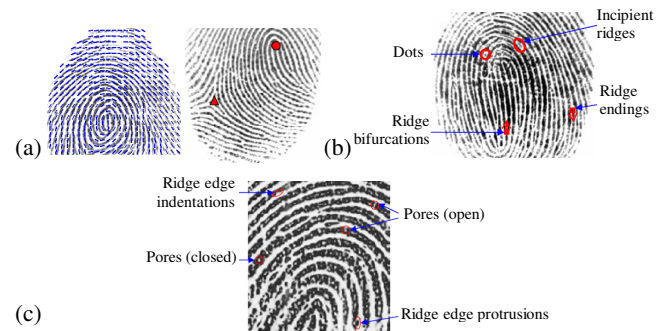 Incipient
ridges
Dots
Ridge
endings
Ridge
bifurcations
(a)
(b)
Ridge edge
indentations
Pores (open)
Pores (closed)
Ridge edge protrusions
(c)